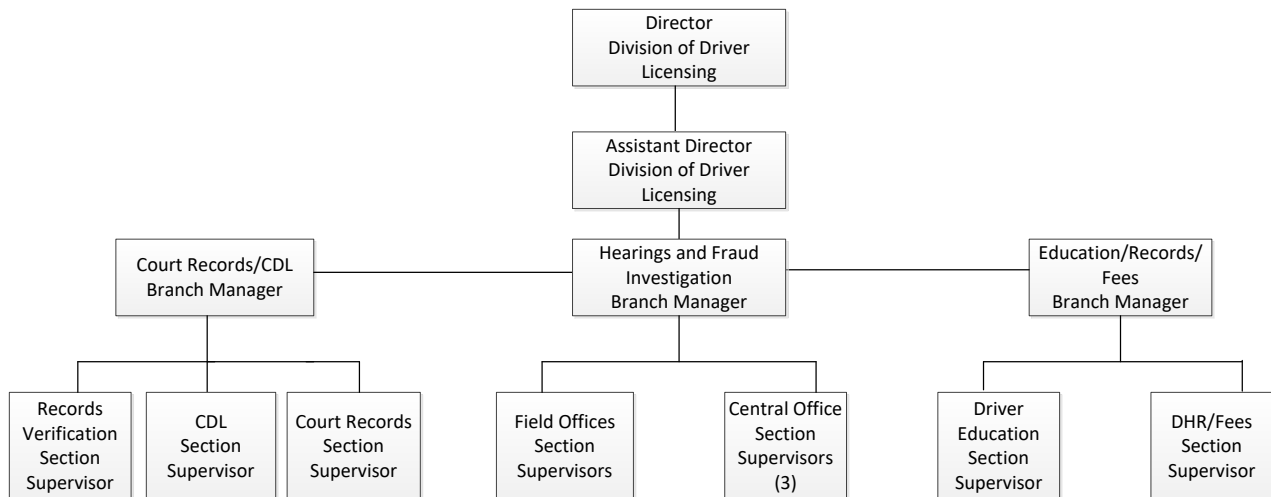 Director
Division of Driver
Licensing
Assistant Director
Division of Driver
Licensing
Court Records/CDL
Branch Manager
Hearings and Fraud
Investigation
Branch Manager
Education/Records/
Fees
Branch Manager
Records
Verification
Section
Supervisor
CDL
Section
Supervisor
Court Records
Section
Supervisor
Field Offices
Section
Supervisors
Central Office
Section
Supervisors
(3)
Driver
Education
Section
Supervisor
DHR/Fees
Section
Supervisor